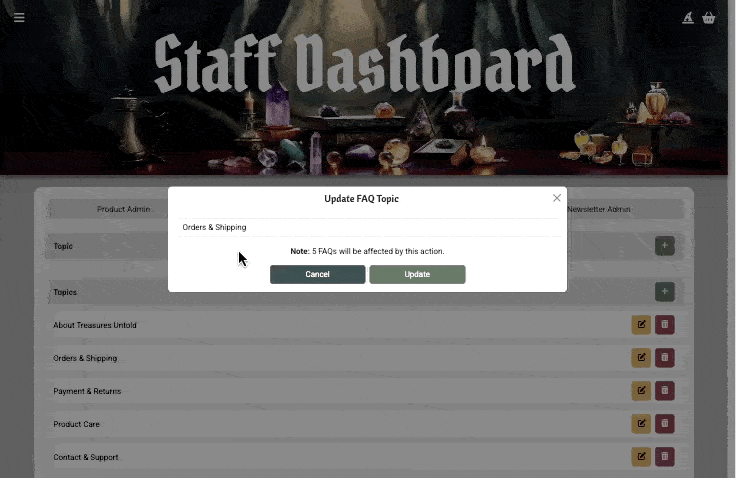 Staff Dashboard
Update FAQ Topic
Product Admin
Newsletter Admin
Orders & Shipping
Topic
Note: 5 FAQs will be affected by this action.
Cancel
Update
Topics
About Treasures Untold
Orders & Shipping
Payment & Returns
Product Care
Contact & Support